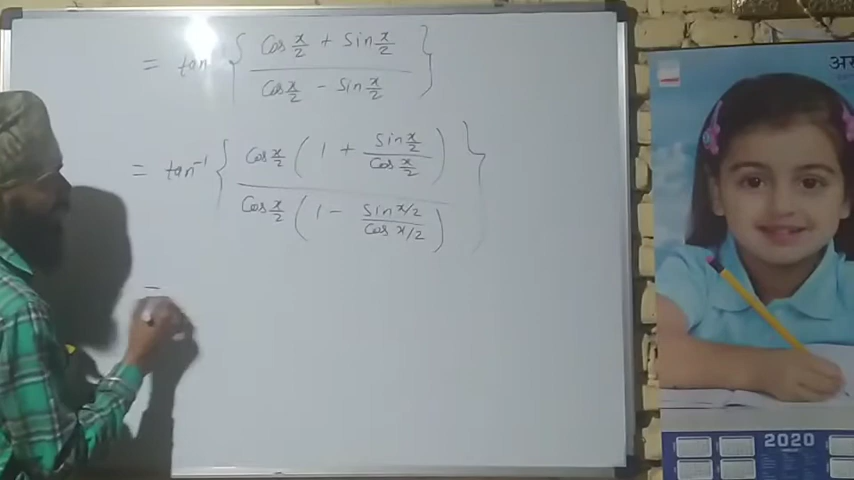 = tan { Cos x/2 + Sin x/2 / Cos x/2 - Sin x/2 }
= tan⁻¹ { Cos x/2 ( 1 + Sin x/2 / Cos x/2 ) / Cos x/2 ( 1 - Sin x/2 / Cos x/2 ) }
=
2020